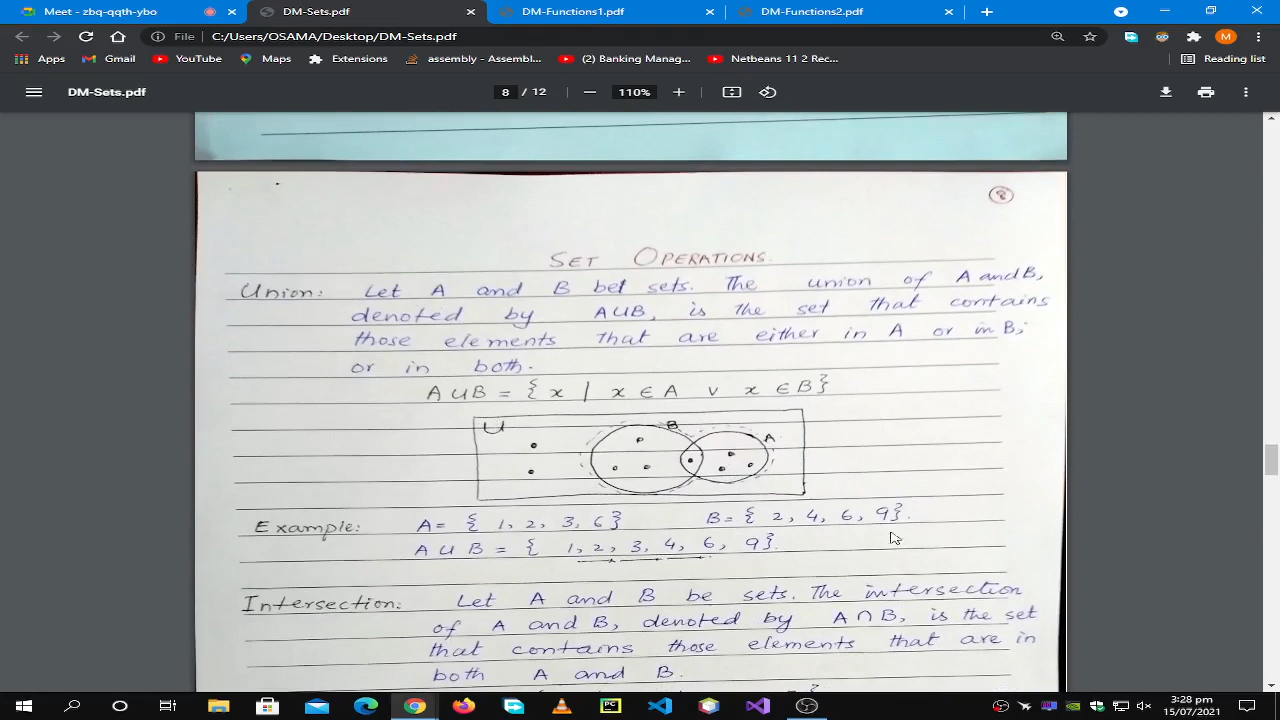 Meet - zbq-qqth-ybo
DM-Sets.pdf
DM-Functions1.pdf
DM-Functions2.pdf
File C:/Users/OSAMA/Desktop/DM-Sets.pdf
Apps Gmail YouTube Maps Extensions assembly - Assembl... (2) Banking Manag... Netbeans 11 2 Rec... Reading list
DM-Sets.pdf 8 / 12 110%
8
SET OPERATIONS.
Union: Let A and B bet sets. The union of A and B,
denoted by A∪B, is the set that contains
those elements that are either in A or in B,
or in both.
A∪B = { x | x ∈ A ∨ x ∈ B}
U B A
Example: A = { 1, 2, 3, 6} B = { 2, 4, 6, 9}.
A ∪ B = { 1, 2, 3, 4, 6, 9}.
Intersection: Let A and B be sets. The intersection
of A and B, denoted by A∩B, is the set
that contains those elements that are in
both A and B.
3:28 pm
15/07/2021